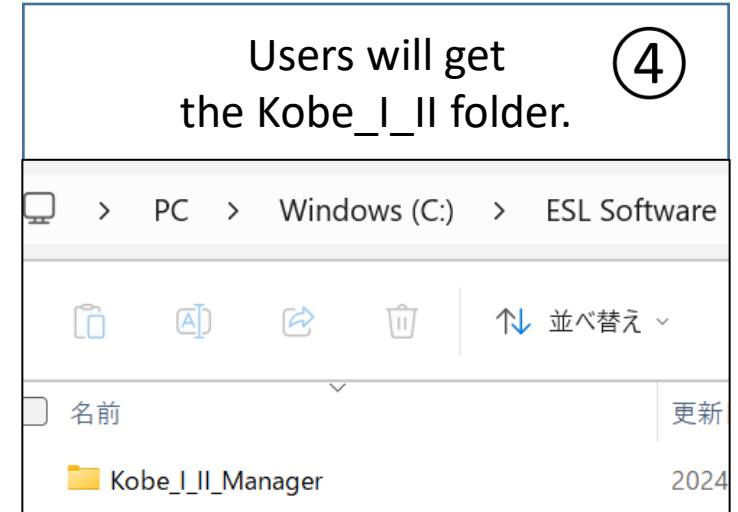 Users will get ④
the Kobe_I_II folder.
> PC > Windows (C:) > ESL Software
並べ替え
名前 更新
Kobe_I_II_Manager 2024